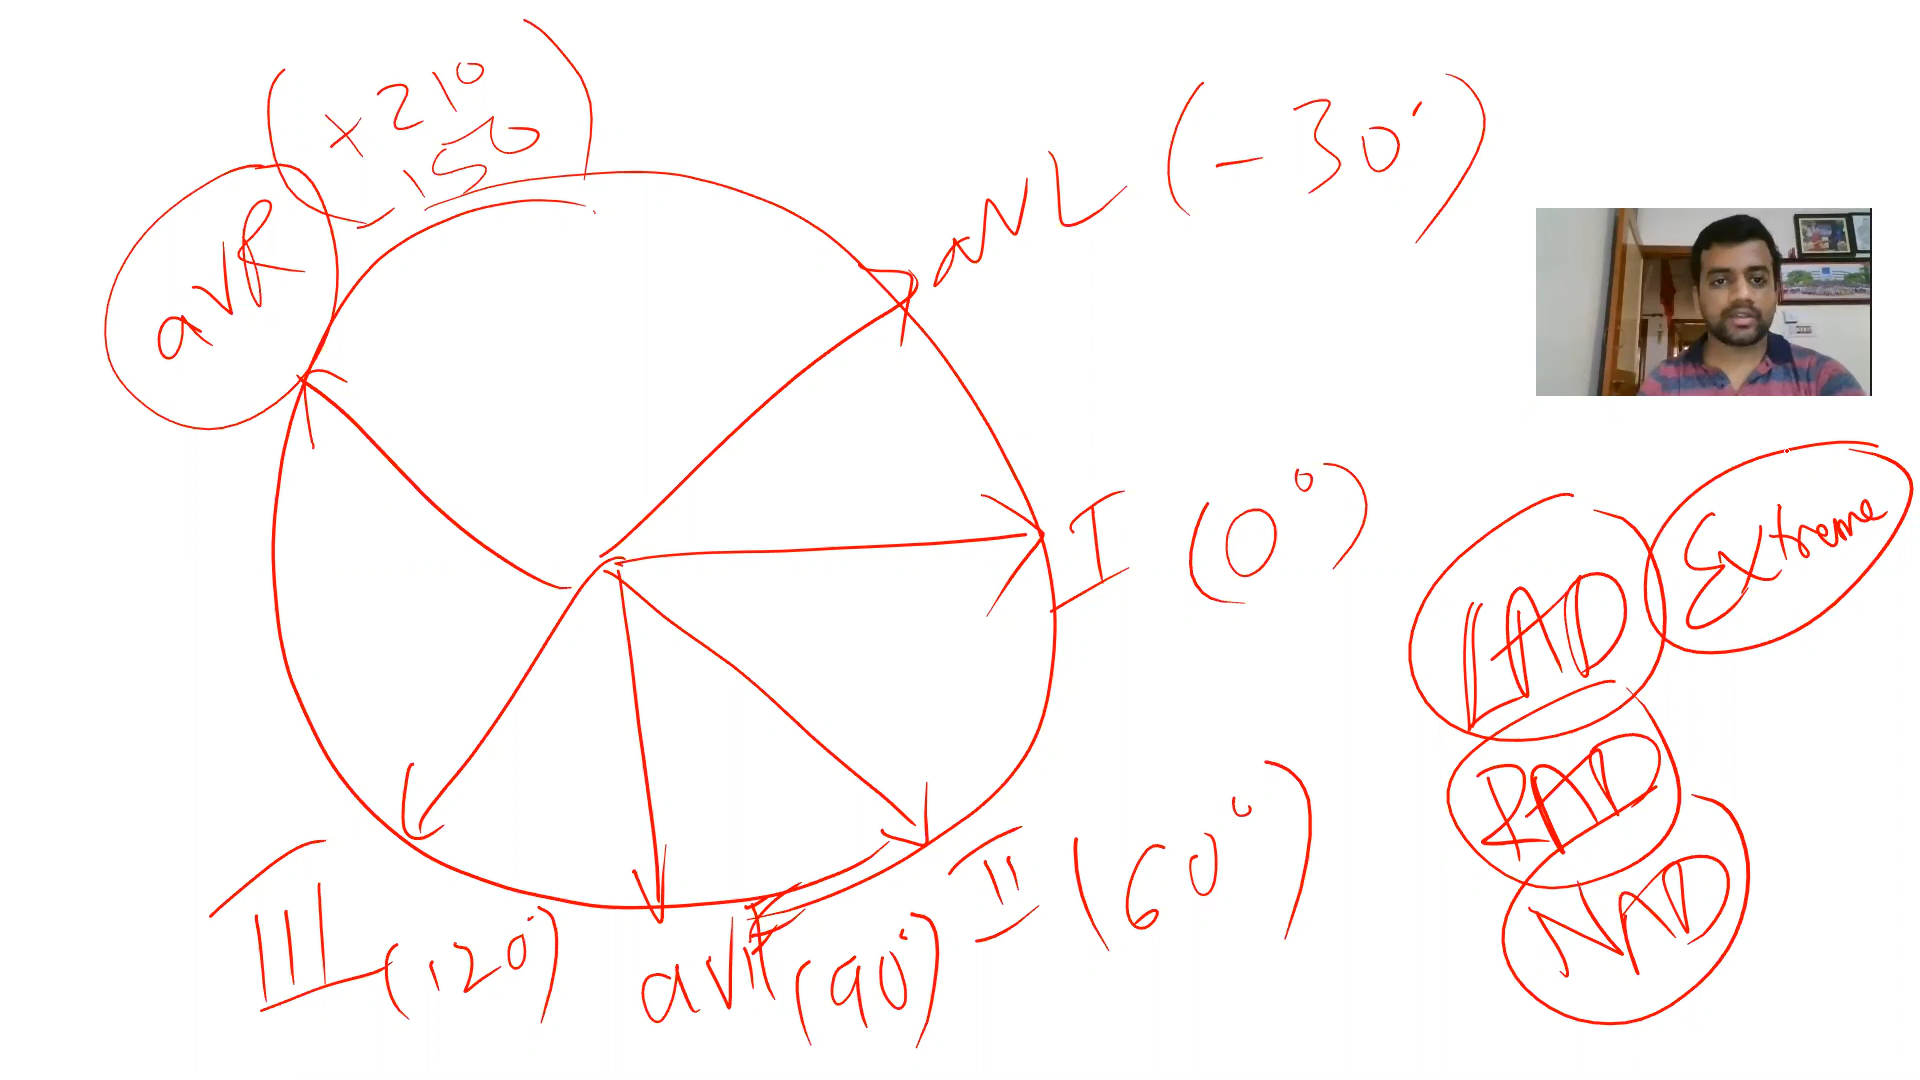 +210
-150
aVR
aVL (-30°)
I (0°)
Extreme
LAD
RAD
NAD
II (60°)
aVF (90°)
III (120°)